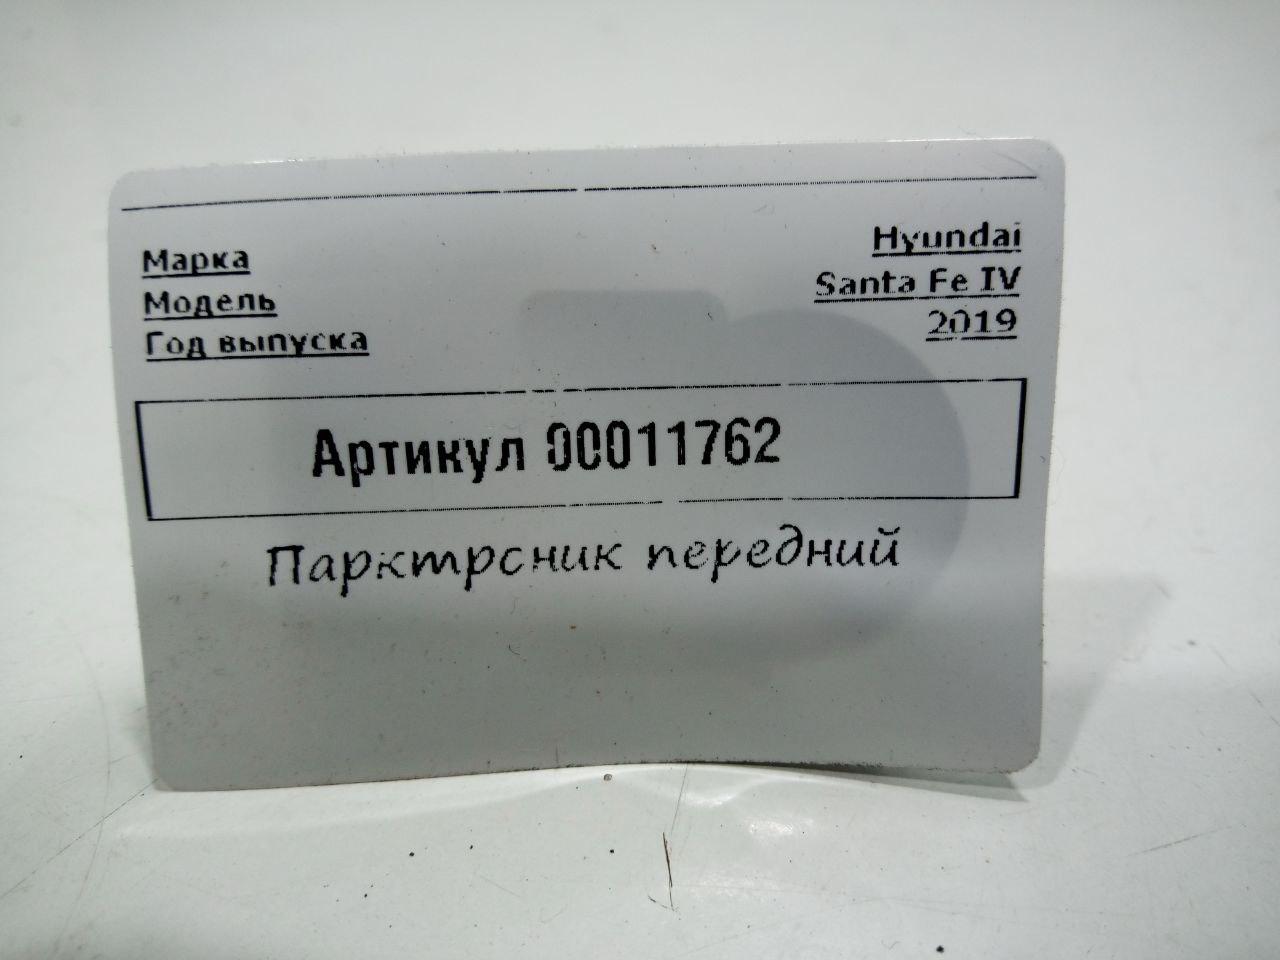 Марка Hyundai
Модель Santa Fe IV
Год выпуска 2019
Артикул 00011762
Парктрсник передний